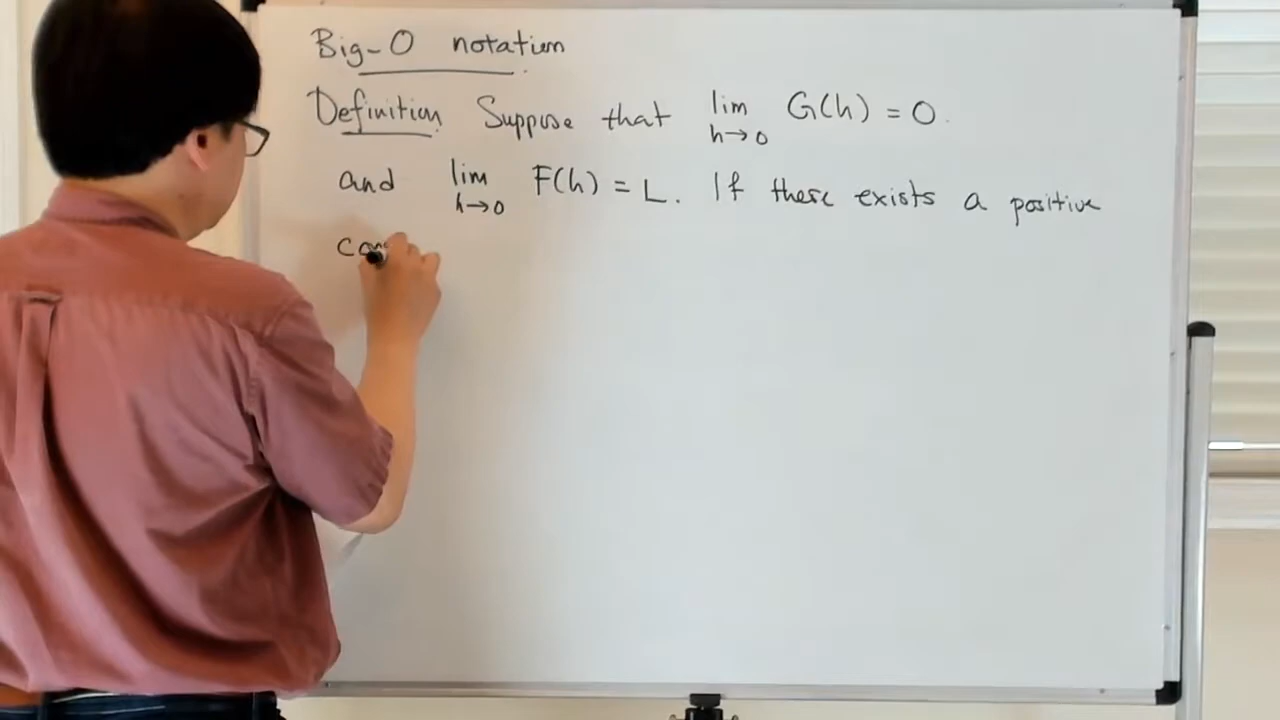 Big-O notation
Definition Suppose that lim h→0 G(h) = 0.
and lim h→0 F(h) = L. If there exists a positive